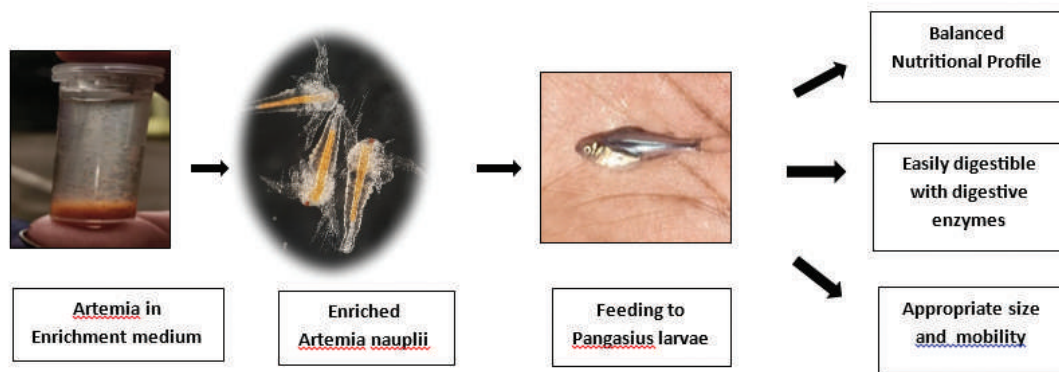 Artemia in
Enrichment medium
Enriched
Artemia nauplii
Feeding to
Pangasius larvae
Balanced
Nutritional Profile
Easily digestible
with digestive
enzymes
Appropriate size
and mobility